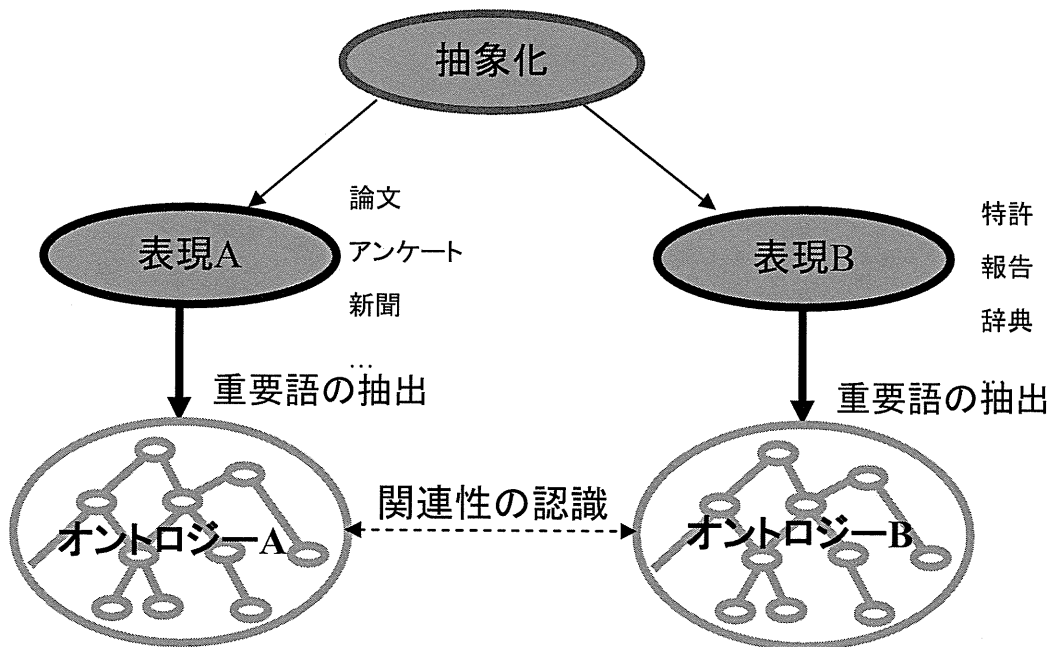 抽象化
表現A
論文
アンケート
新聞
…
重要語の抽出
オントロジーA
関連性の認識
表現B
特許
報告
辞典
…
重要語の抽出
オントロジーB